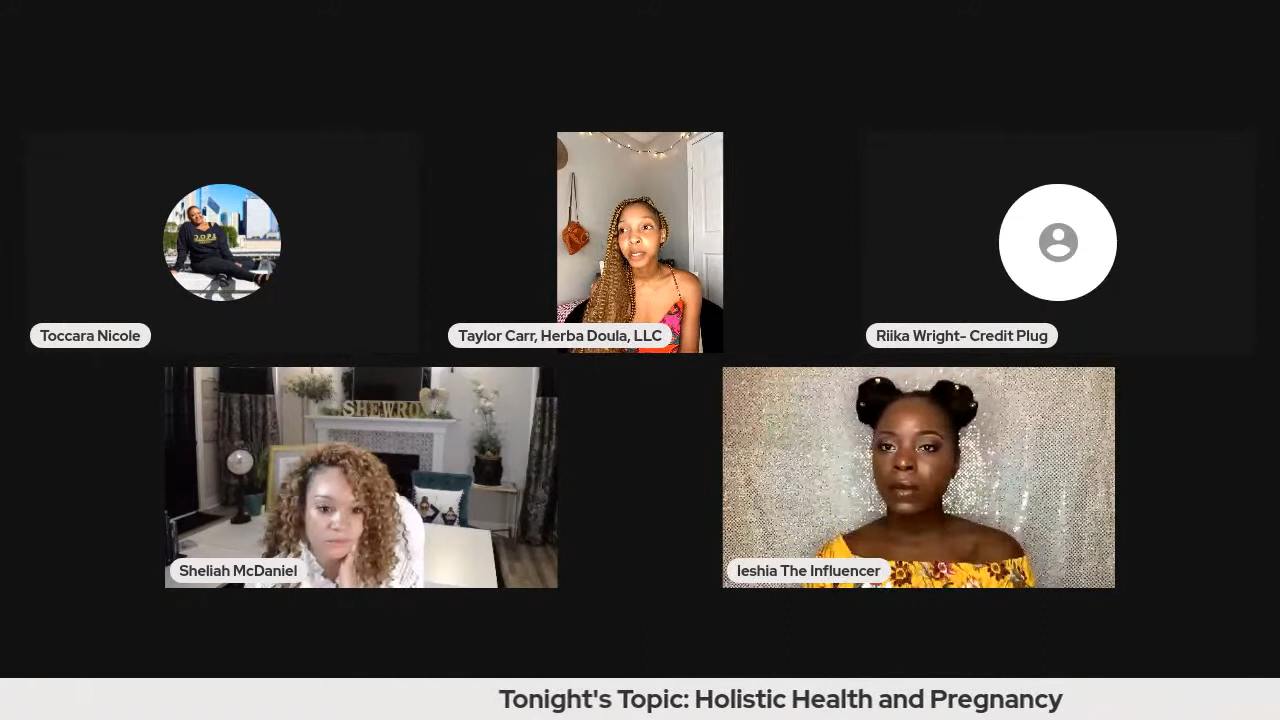 DOPE
Toccara Nicole
Taylor Carr, Herba Doula, LLC
Riika Wright- Credit Plug
SHEWRO
Sheliah McDaniel
Ieshia The Influencer
Tonight's Topic: Holistic Health and Pregnancy